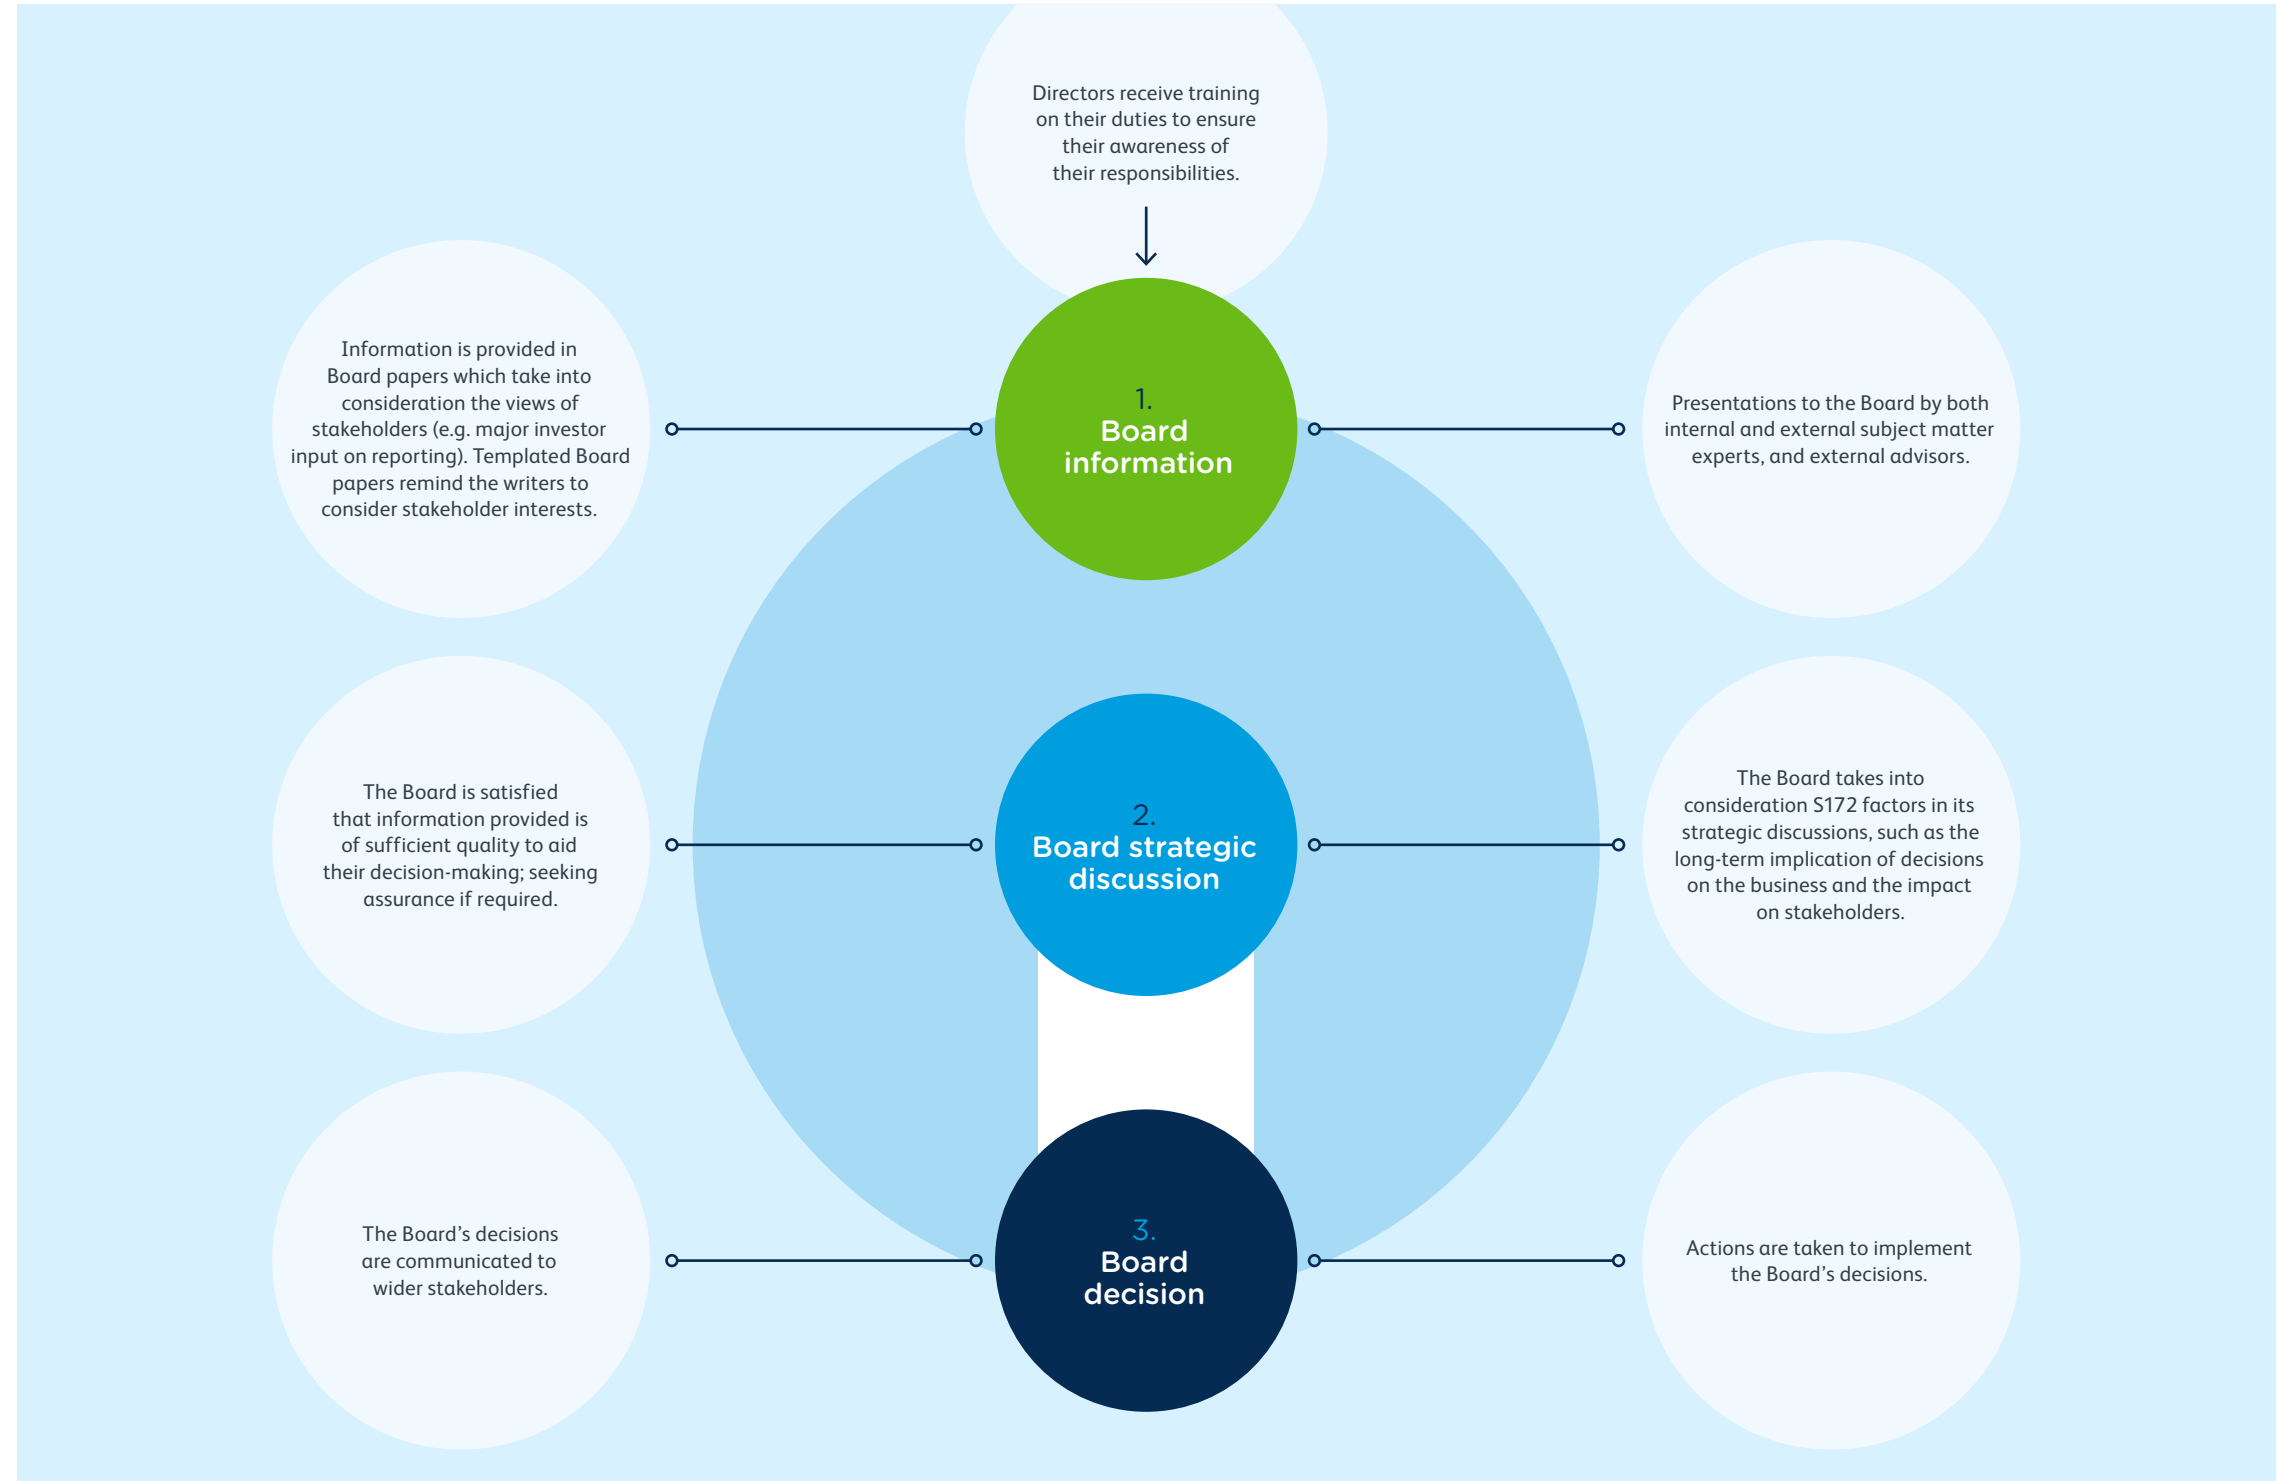 Directors receive training
on their duties to ensure
their awareness of
their responsibilities.
Information is provided in
Board papers which take into
consideration the views of
stakeholders (e.g. major investor
input on reporting). Templated Board
papers remind the writers to
consider stakeholder interests.
1.
Board
information
Presentations to the Board by both
internal and external subject matter
experts, and external advisors.
The Board is satisfied
that information provided is
of sufficient quality to aid
their decision-making; seeking
assurance if required.
2.
Board strategic
discussion
The Board takes into
consideration S172 factors in its
strategic discussions, such as the
long-term implication of decisions
on the business and the impact
on stakeholders.
The Board’s decisions
are communicated to
wider stakeholders.
3.
Board
decision
Actions are taken to implement
the Board’s decisions.